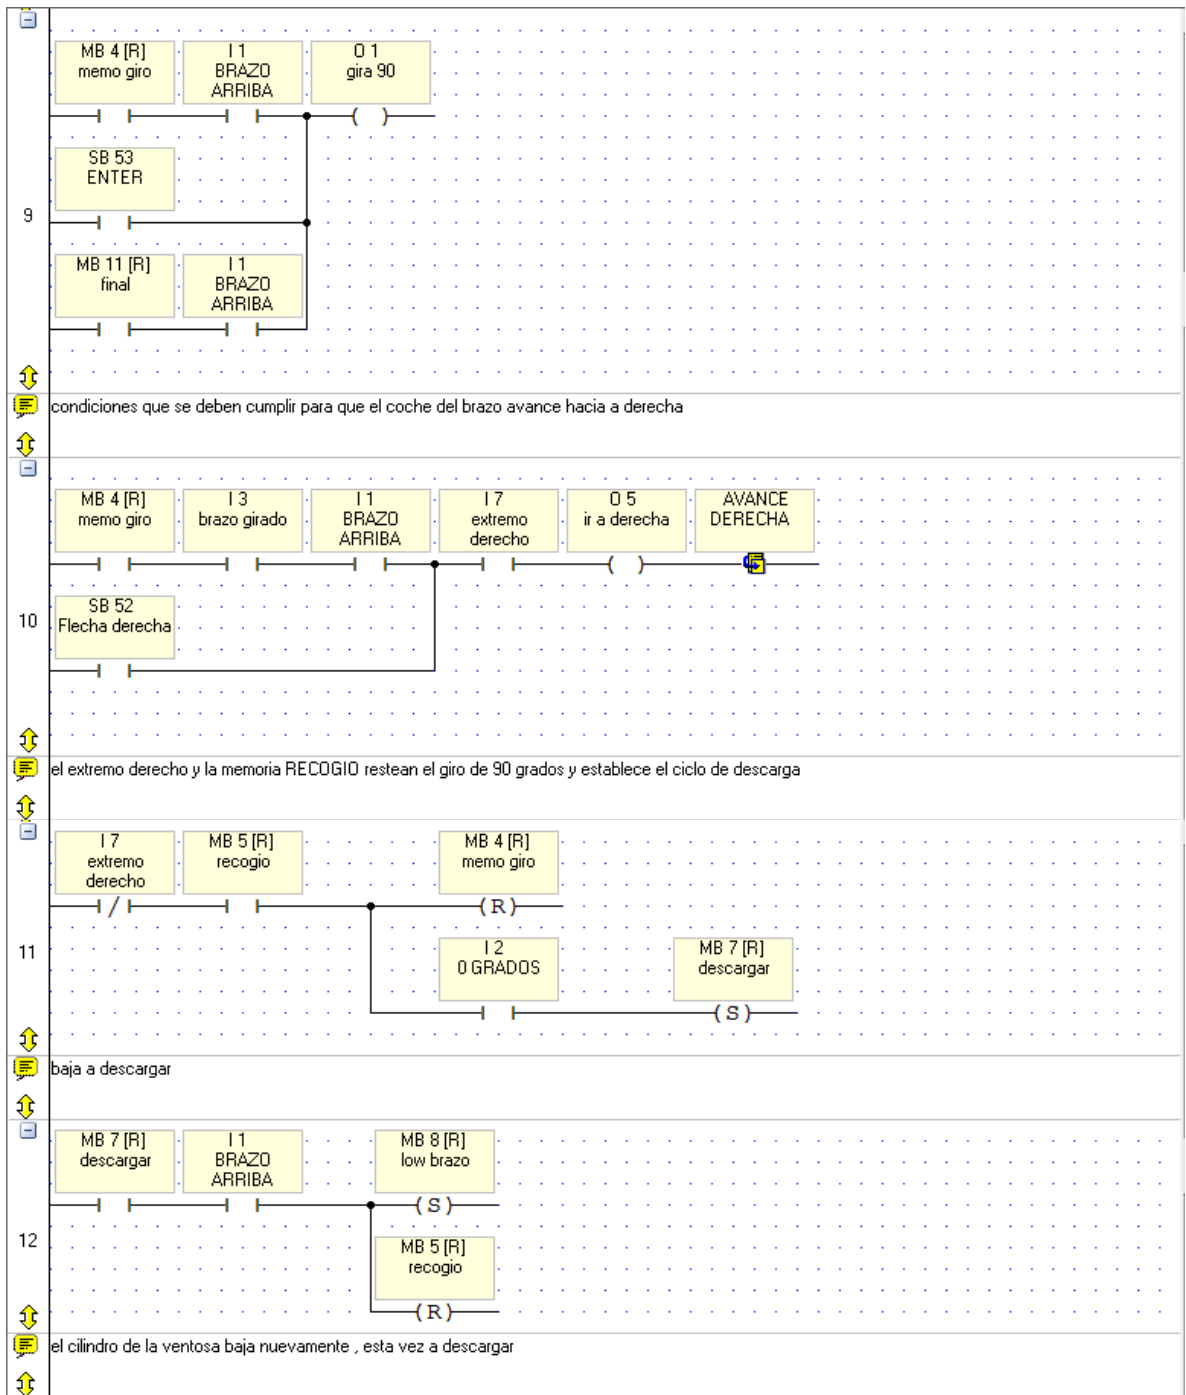 MB 4 [R]
memo giro
I 1
BRAZO
ARRIBA
O 1
gira 90
SB 53
ENTER
9
MB 11 [R]
final
I 1
BRAZO
ARRIBA
condiciones que se deben cumplir para que el coche del brazo avance hacia a derecha
MB 4 [R]
memo giro
I 3
brazo girado
I 1
BRAZO
ARRIBA
I 7
extremo
derecho
O 5
ir a derecha
AVANCE
DERECHA
10
SB 52
Flecha derecha
el extremo derecho y la memoria RECOGIO restean el giro de 90 grados y establece el ciclo de descarga
I 7
extremo
derecho
MB 5 [R]
recogio
MB 4 [R]
memo giro
(R)
11
I 2
0 GRADOS
MB 7 [R]
descargar
(S)
baja a descargar
MB 7 [R]
descargar
I 1
BRAZO
ARRIBA
MB 8 [R]
low brazo
(S)
12
MB 5 [R]
recogio
(R)
el cilindro de la ventosa baja nuevamente , esta vez a descargar